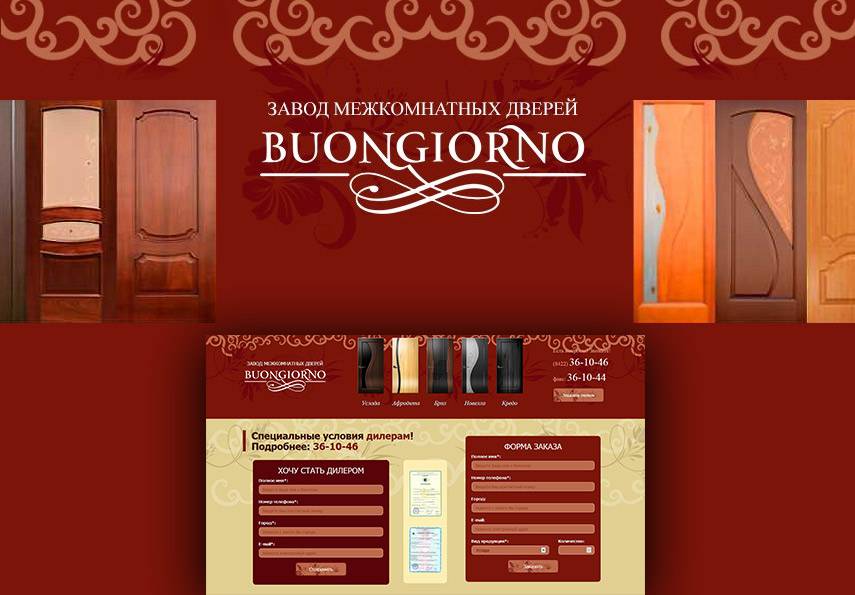 ЗАВОД МЕЖКОМНАТНЫХ ДВЕРЕЙ
BUONGIORNO
ЗАВОД МЕЖКОМНАТНЫХ ДВЕРЕЙ
BUONGIORNO
Услада Афродита Бриз Новелла Кредо
(8422) 36-10-46
факс 36-10-44
Заказать звонок
Специальные условия дилерам!
Подробнее: 36-10-46
ХОЧУ СТАТЬ ДИЛЕРОМ
Полное имя*:
Номер телефона*:
Город*:
E-mail*:
Отправить
ФОРМА ЗАКАЗА
Полное имя*:
Номер телефона*:
Город:
E-mail:
Вид продукции*: Количество:
Услада
Заказать